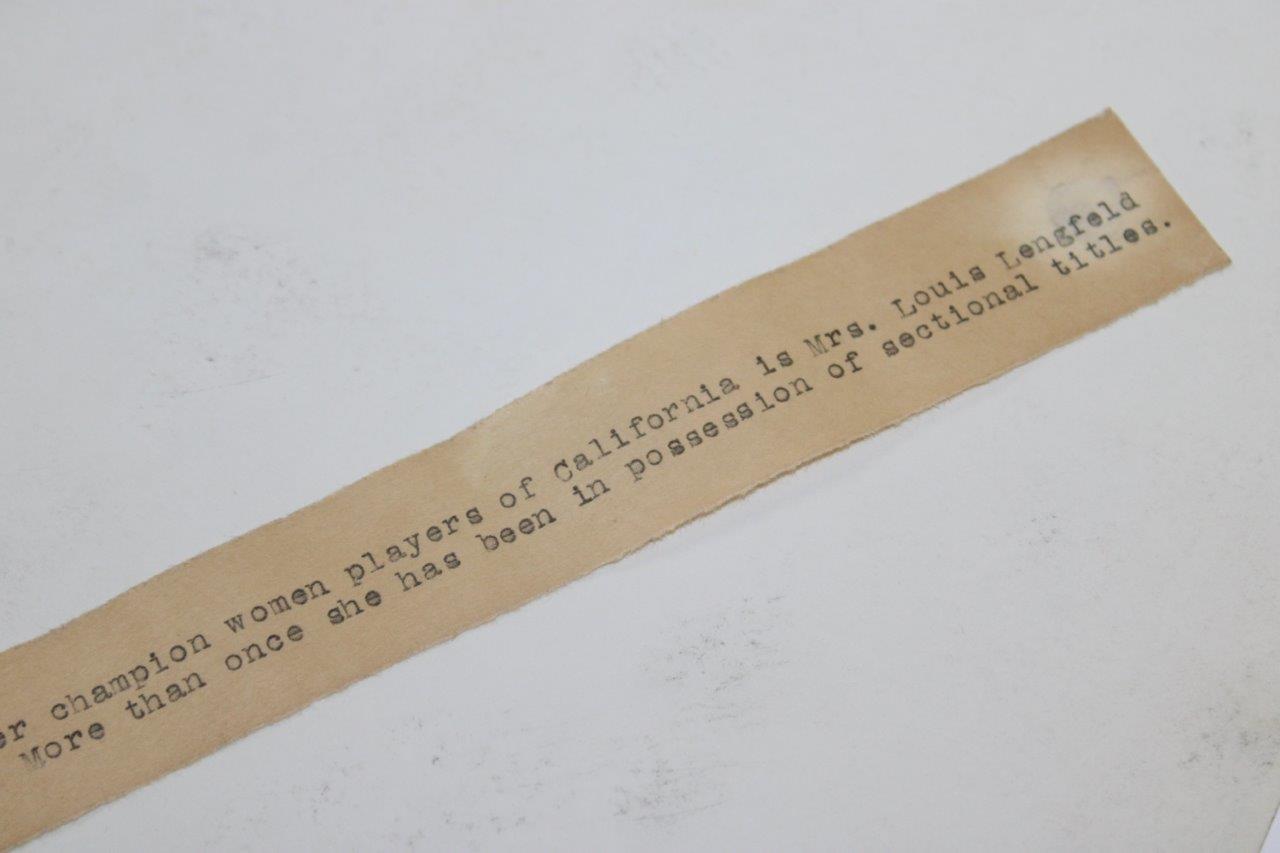 er champion women players of California is Mrs. Louis Lengfeld
More than once she has been in possession of sectional titles.